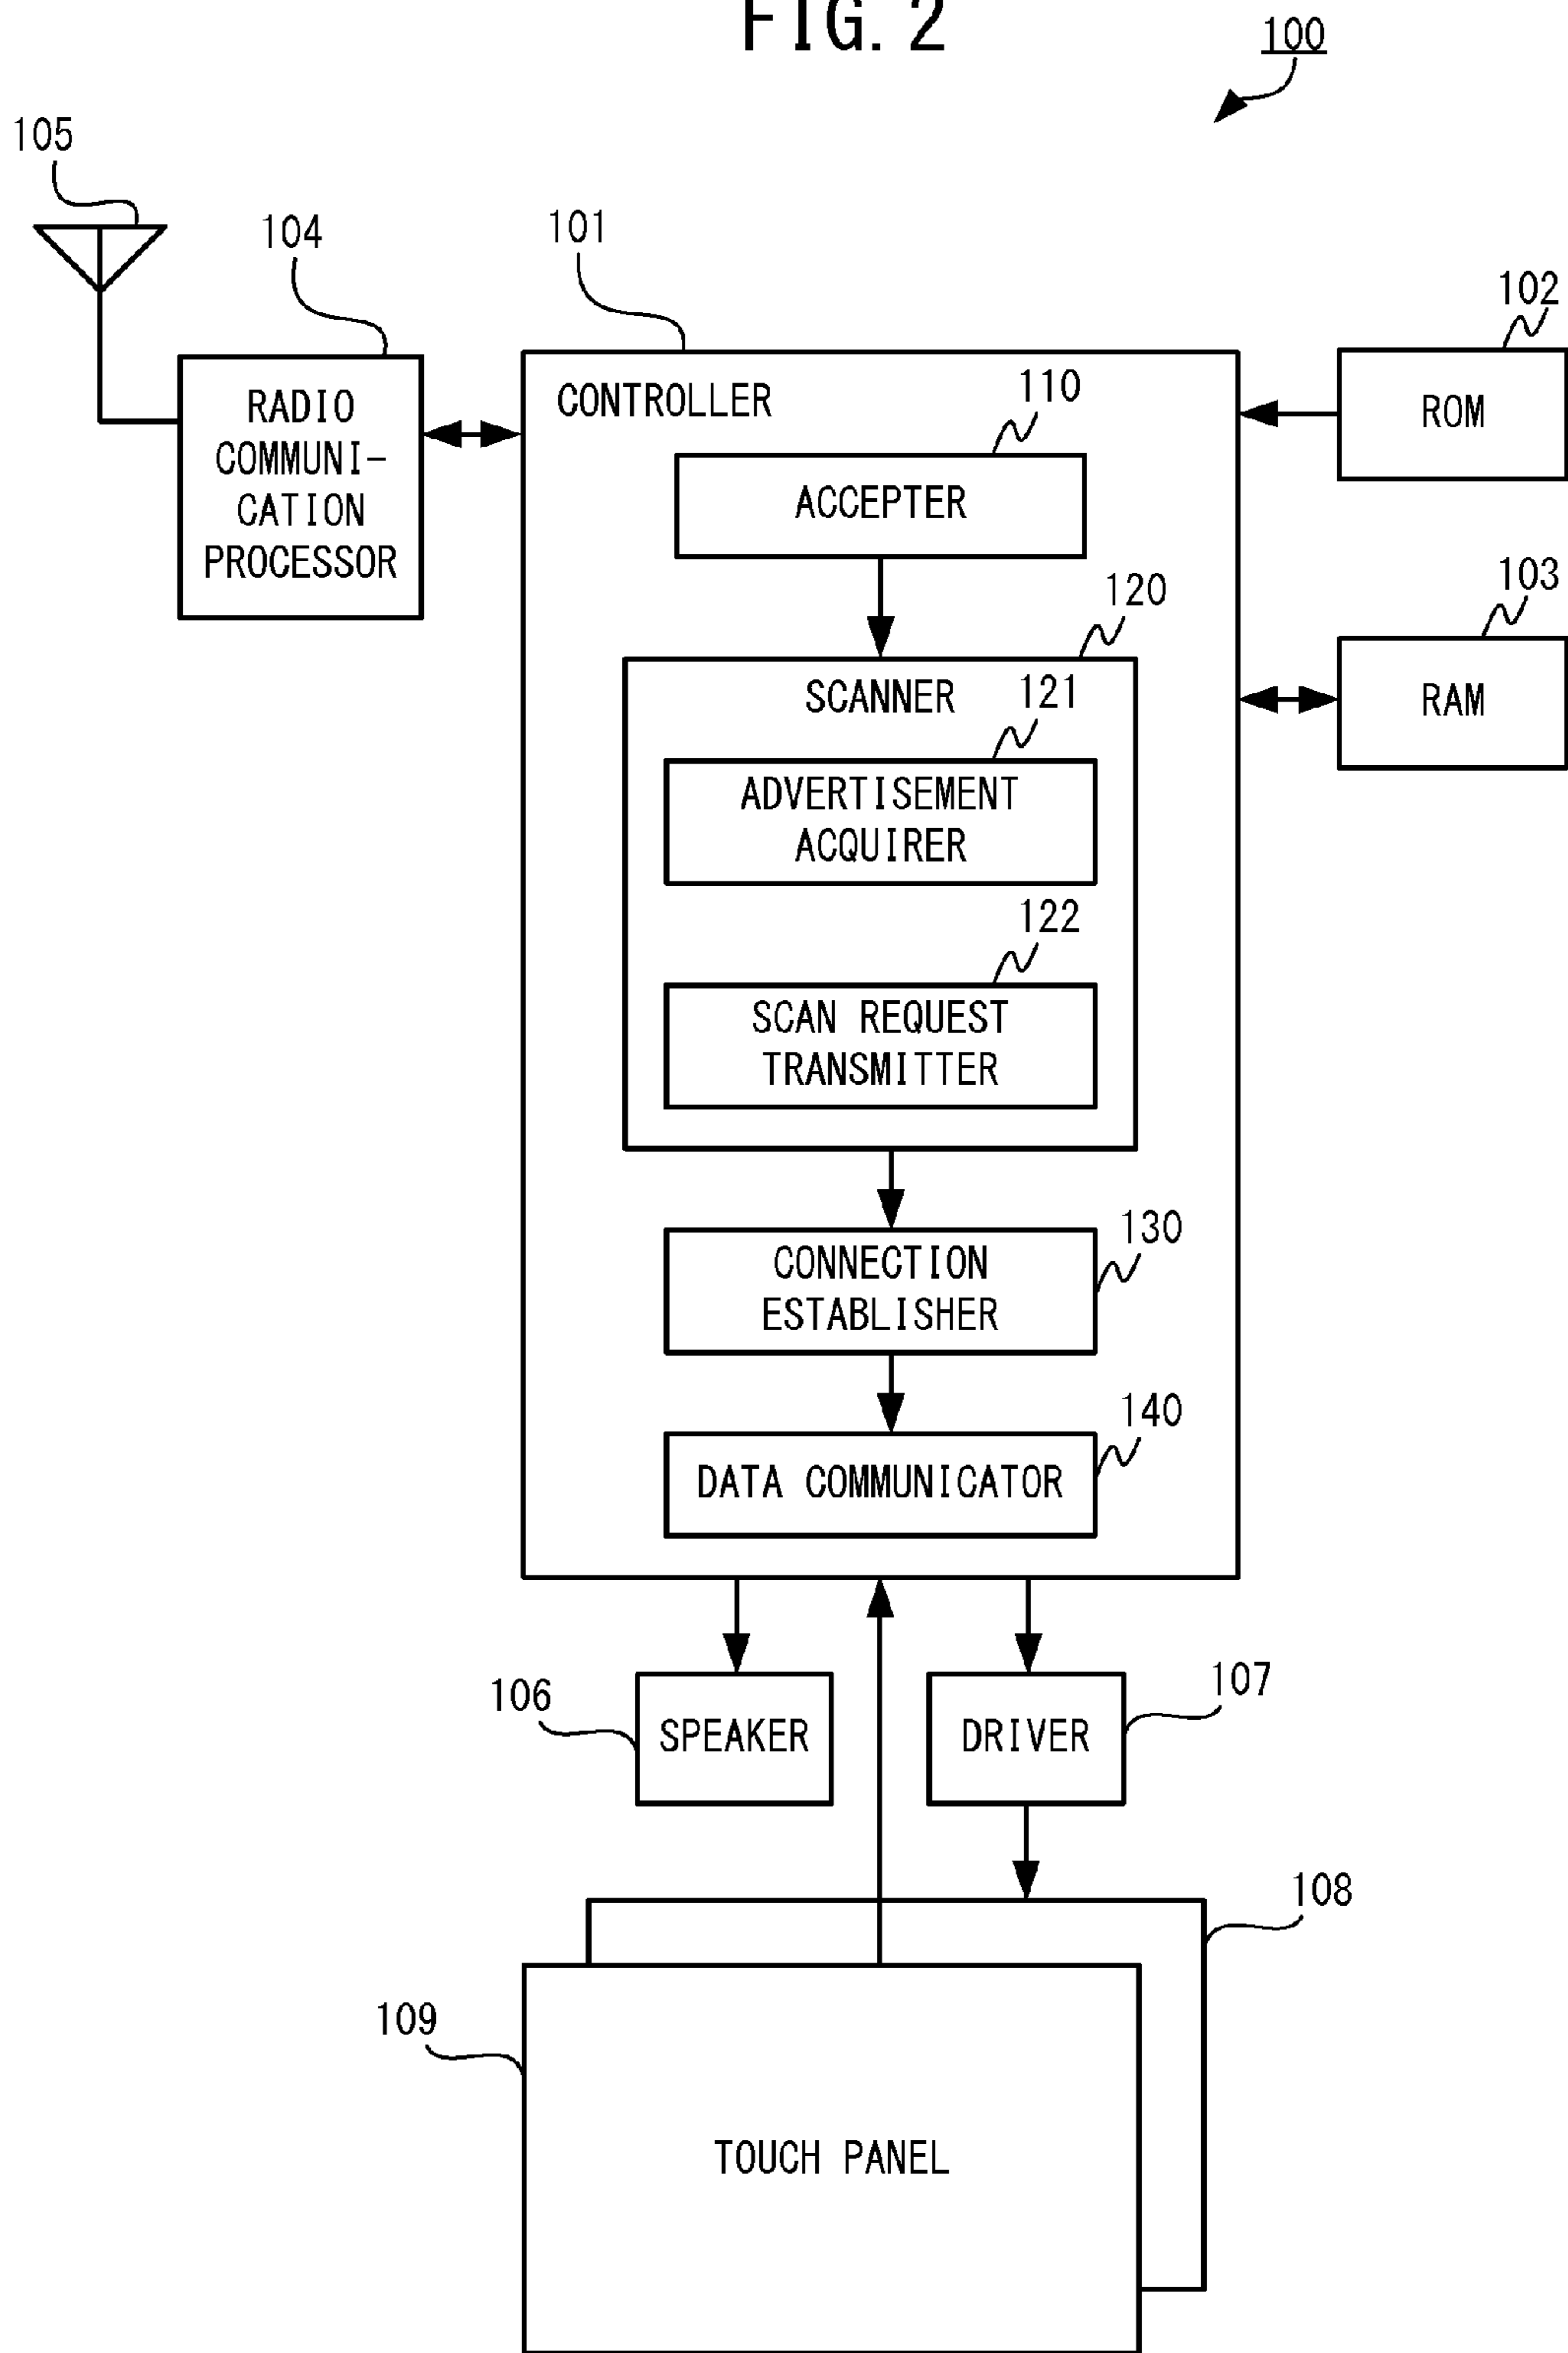 FIG. 2
100
105
104
101
102
RADIO
COMMUNI-
CATION
PROCESSOR
CONTROLLER
110
ROM
ACCEPTER
120
103
SCANNER
121
RAM
ADVERTISEMENT
ACQUIRER
122
SCAN REQUEST
TRANSMITTER
130
CONNECTION
ESTABLISHER
140
DATA COMMUNICATOR
106
SPEAKER
DRIVER
107
108
109
TOUCH PANEL